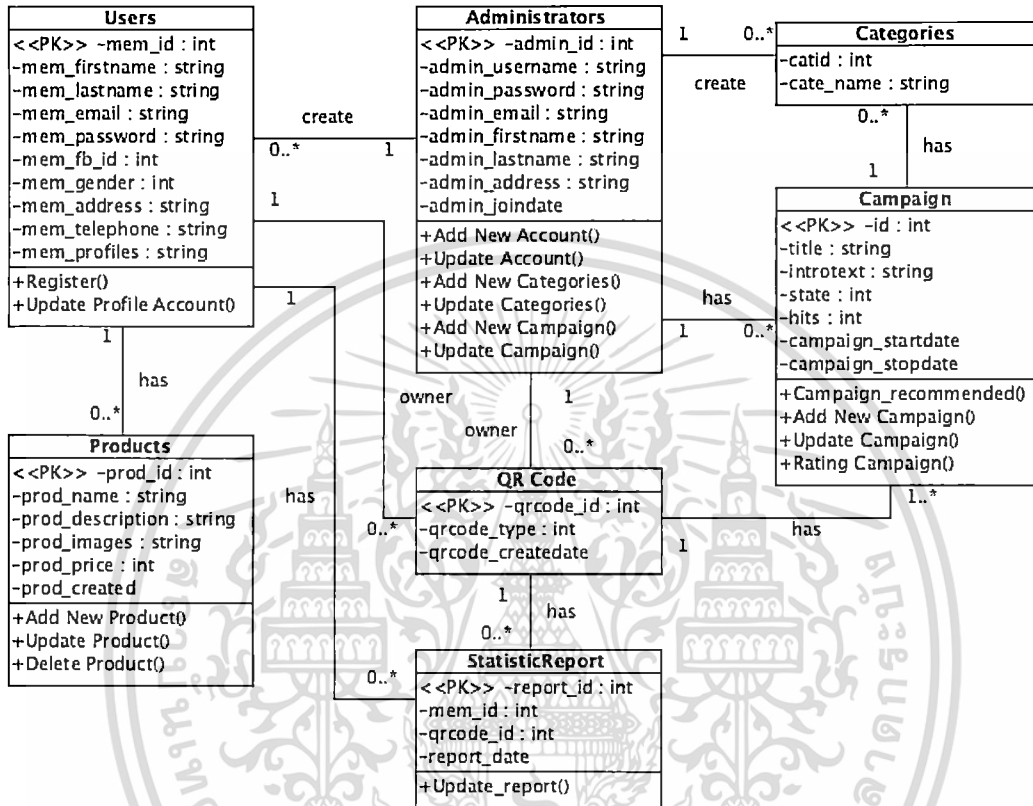 Users
<<PK>> -mem_id : int
-mem_firstname : string
-mem_lastname : string
-mem_email : string
-mem_password : string
-mem_fb_id : int
-mem_gender : int
-mem_address : string
-mem_telephone : string
-mem_profiles : string
+Register()
+Update Profile Account()
create
0..*
1
Administrators
<<PK>> -admin_id : int
-admin_username : string
-admin_password : string
-admin_email : string
-admin_firstname : string
-admin_lastname : string
-admin_address : string
-admin_joindate
+Add New Account()
+Update Account()
+Add New Categories()
+Update Categories()
+Add New Campaign()
+Update Campaign()
1
0..*
create
Categories
-catid : int
-cate_name : string
0..*
has
1
Campaign
<<PK>> -id : int
-title : string
-introtext : string
-state : int
-hits : int
-campaign_startdate
-campaign_stopdate
+Campaign_recommended()
+Add New Campaign()
+Update Campaign()
+Rating Campaign()
has
1
0..*
1
1
1
has
0..*
Products
<<PK>> -prod_id : int
-prod_name : string
-prod_description : string
-prod_images : string
-prod_price : int
-prod_created
+Add New Product()
+Update Product()
+Delete Product()
owner
1
owner
0..*
QR Code
<<PK>> -qrcode_id : int
-qrcode_type : int
-qrcode_createdate
has
0..*
1
has
1..*
1
has
0..*
0..*
StatisticReport
<<PK>> -report_id : int
-mem_id : int
-qrcode_id : int
-report_date
+Update_report()